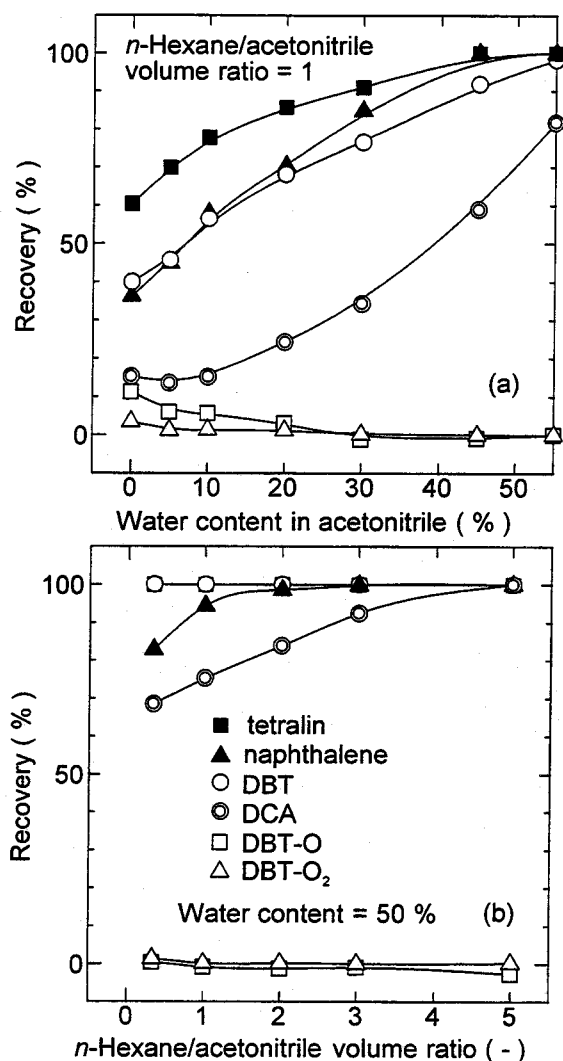 n-Hexane/acetonitrile
volume ratio = 1
100
50
0
Recovery ( % )
(a)
0 10 20 30 40 50
Water content in acetonitrile ( % )
100
50
0
Recovery ( % )
tetralin
naphthalene
DBT
DCA
DBT-O
DBT-O₂
Water content = 50 % (b)
0 1 2 3 4 5
n-Hexane/acetonitrile volume ratio ( - )